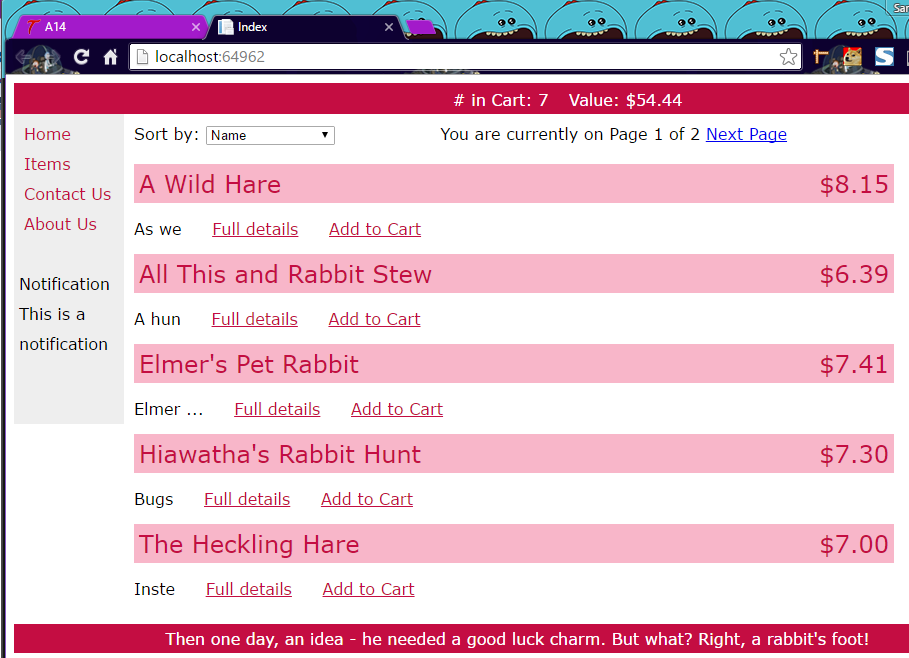 San
A14
Index
localhost:64962
# in Cart: 7 Value: $54.44
Home
Items
Contact Us
About Us
Notification
This is a
notification
Sort by: Name You are currently on Page 1 of 2 Next Page
A Wild Hare $8.15
As we Full details Add to Cart
All This and Rabbit Stew $6.39
A hun Full details Add to Cart
Elmer's Pet Rabbit $7.41
Elmer ... Full details Add to Cart
Hiawatha's Rabbit Hunt $7.30
Bugs Full details Add to Cart
The Heckling Hare $7.00
Inste Full details Add to Cart
Then one day, an idea - he needed a good luck charm. But what? Right, a rabbit's foot!